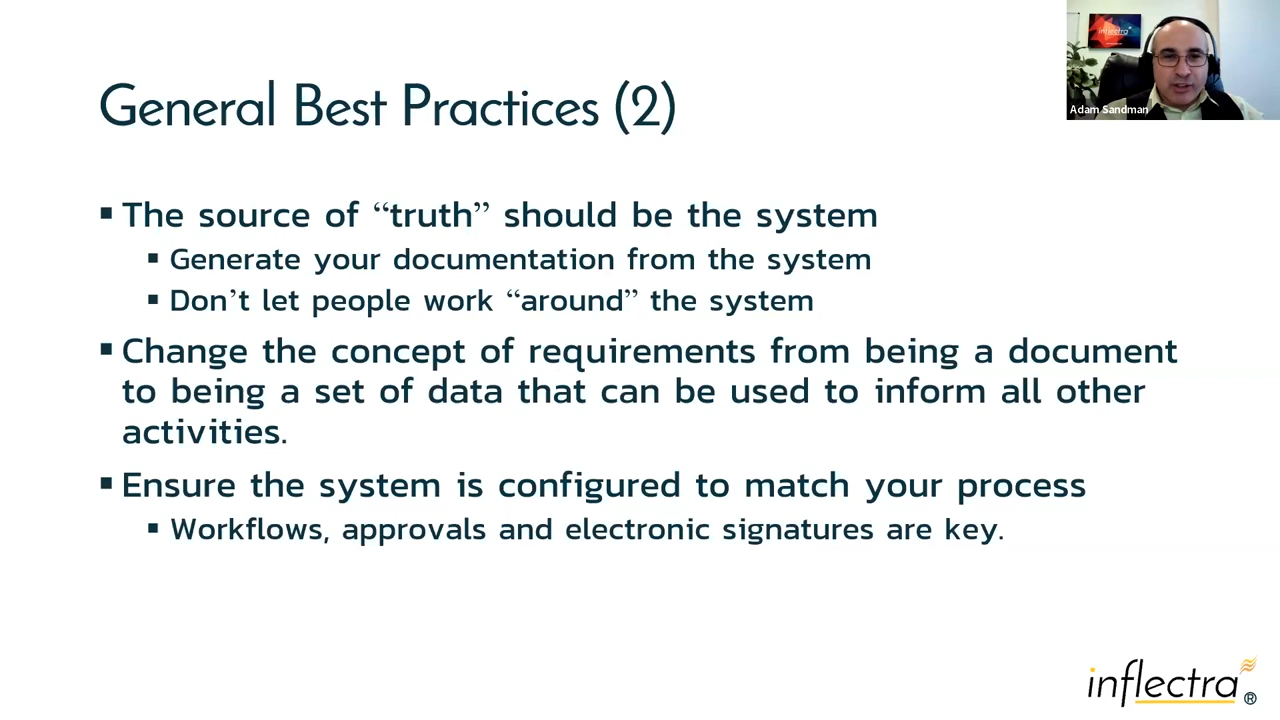 inflectra
Adam Sandman
General Best Practices (2)
▪ The source of “truth” should be the system
▪ Generate your documentation from the system
▪ Don’t let people work “around” the system
▪ Change the concept of requirements from being a document
to being a set of data that can be used to inform all other
activities.
▪ Ensure the system is configured to match your process
▪ Workflows, approvals and electronic signatures are key.
inflectra®